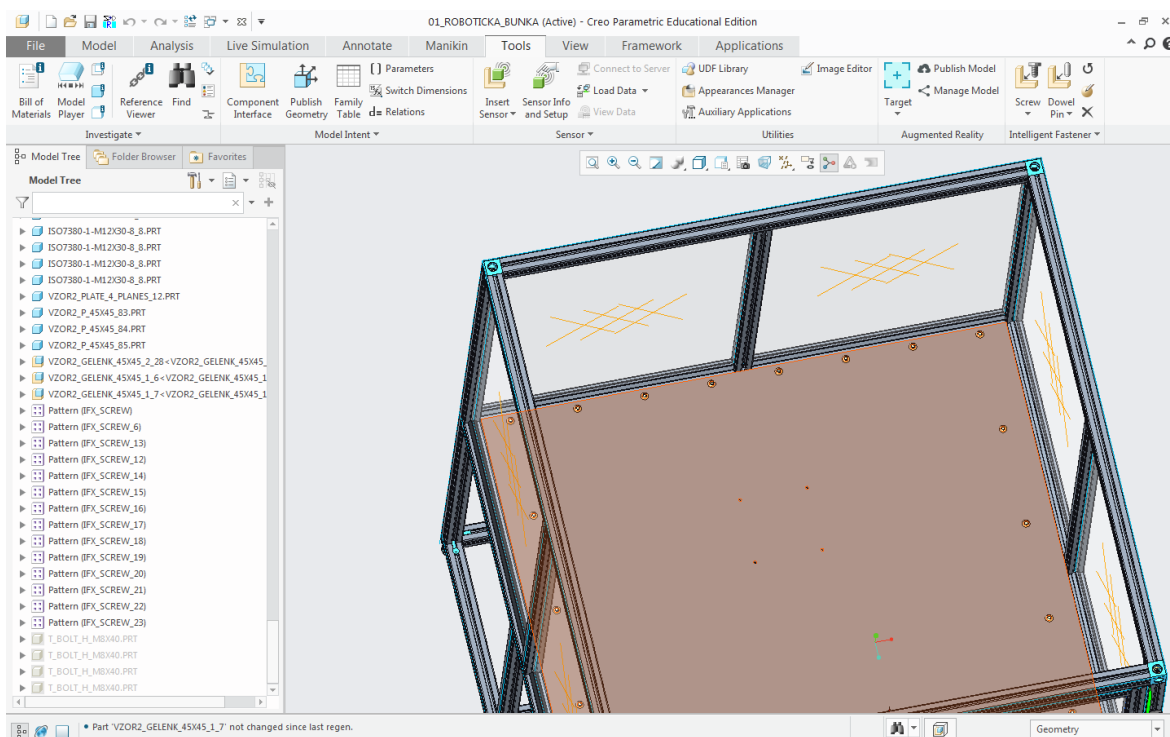 01_ROBOTICKA_BUNKA (Active) - Creo Parametric Educational Edition
File Model Analysis Live Simulation Annotate Manikin Tools View Framework Applications
Bill of Materials
Model Player
Reference Viewer
Find
Component Interface
Publish Geometry
Family Table
[ ] Parameters
Switch Dimensions
d= Relations
Insert Sensor
Sensor Info and Setup
Connect to Server
Load Data
View Data
UDF Library
Appearances Manager
Auxiliary Applications
Image Editor
Target
Publish Model
Manage Model
Screw
Dowel Pin
Investigate Model Intent Sensor Utilities Augmented Reality Intelligent Fastener
Model Tree Folder Browser Favorites
Model Tree
ISO7380-1-M12X30-8_8.PRT
ISO7380-1-M12X30-8_8.PRT
ISO7380-1-M12X30-8_8.PRT
ISO7380-1-M12X30-8_8.PRT
VZOR2_PLATE_4_PLANES_12.PRT
VZOR2_P_45X45_83.PRT
VZOR2_P_45X45_84.PRT
VZOR2_P_45X45_85.PRT
VZOR2_GELENK_45X45_2_28<VZOR2_GELENK_45X45_
VZOR2_GELENK_45X45_1_6<VZOR2_GELENK_45X45_1
VZOR2_GELENK_45X45_1_7<VZOR2_GELENK_45X45_1
Pattern (IFX_SCREW)
Pattern (IFX_SCREW_6)
Pattern (IFX_SCREW_13)
Pattern (IFX_SCREW_12)
Pattern (IFX_SCREW_14)
Pattern (IFX_SCREW_15)
Pattern (IFX_SCREW_16)
Pattern (IFX_SCREW_17)
Pattern (IFX_SCREW_18)
Pattern (IFX_SCREW_19)
Pattern (IFX_SCREW_20)
Pattern (IFX_SCREW_21)
Pattern (IFX_SCREW_22)
Pattern (IFX_SCREW_23)
T_BOLT_H_M8X40.PRT
T_BOLT_H_M8X40.PRT
T_BOLT_H_M8X40.PRT
T_BOLT_H_M8X40.PRT
• Part 'VZOR2_GELENK_45X45_1_7' not changed since last regen.
Geometry